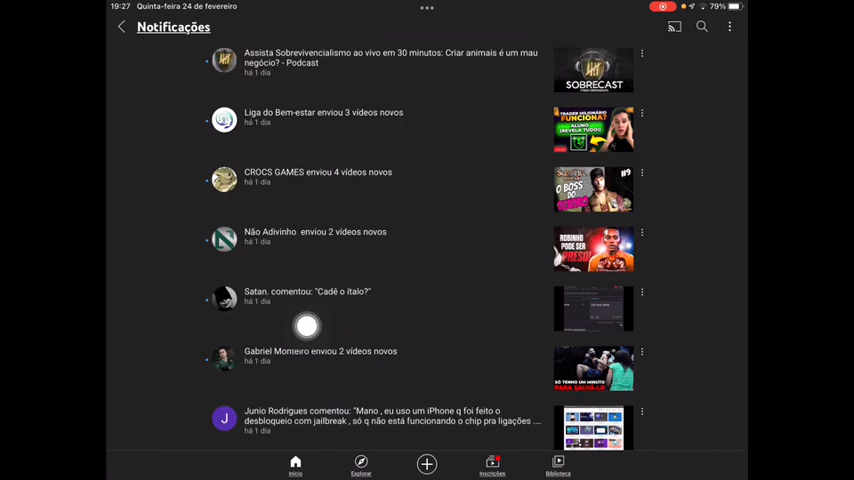 19:27 Quinta-feira 24 de fevereiro
79%
Notificações
Assista Sobrevivencialismo ao vivo em 30 minutos: Criar animais é um mau
negócio? - Podcast
há 1 dia
SOBRECAST
Liga do Bem-estar enviou 3 vídeos novos
há 1 dia
TRADER MILIONÁRIO
FUNCIONA?
ALUNO
REVELA TUDO!
CROCS GAMES enviou 4 vídeos novos
há 1 dia
#9
O BOSS
DO
Não Adivinho enviou 2 vídeos novos
há 1 dia
ROBINHO
PODE SER
PRESO!
Satan. comentou: "Cadê o ítalo?"
há 1 dia
Gabriel Monteiro enviou 2 vídeos novos
há 1 dia
SÓ TENHO UM MINUTO
PARA SALVÁ-LO
J
Junio Rodrigues comentou: "Mano , eu uso um iPhone q foi feito o
desbloqueio com jailbreak , só q não está funcionando o chip pra ligações ....
há 1 dia
Início
Explorar
Inscrições
Biblioteca